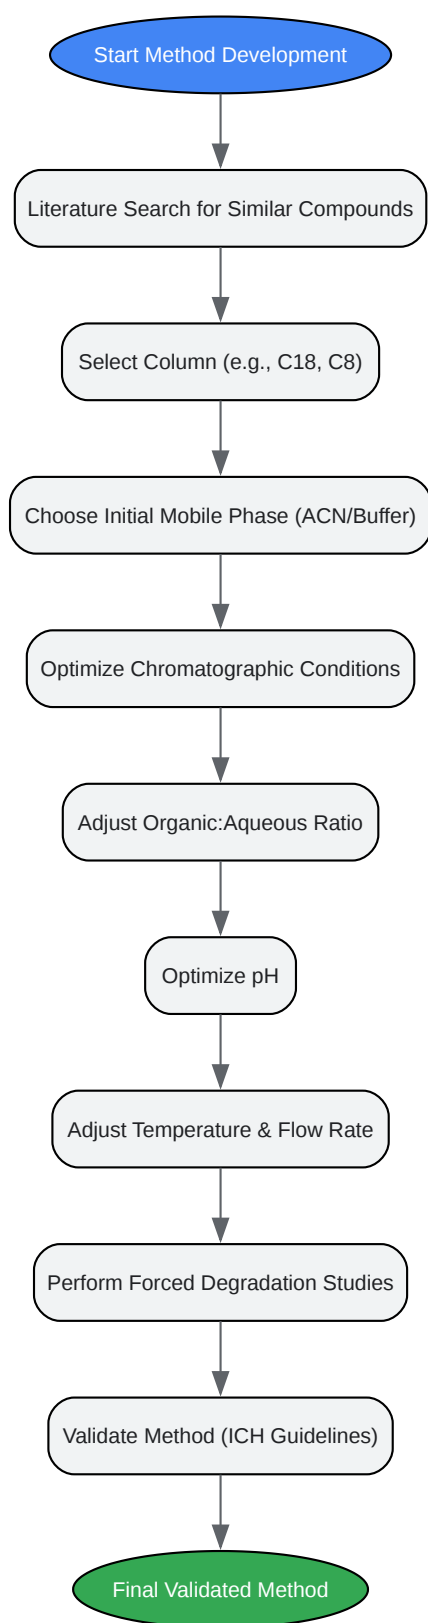 Start Method Development
Literature Search for Similar Compounds
Select Column (e.g., C18, C8)
Choose Initial Mobile Phase (ACN/Buffer)
Optimize Chromatographic Conditions
Adjust Organic:Aqueous Ratio
Optimize pH
Adjust Temperature & Flow Rate
Perform Forced Degradation Studies
Validate Method (ICH Guidelines)
Final Validated Method